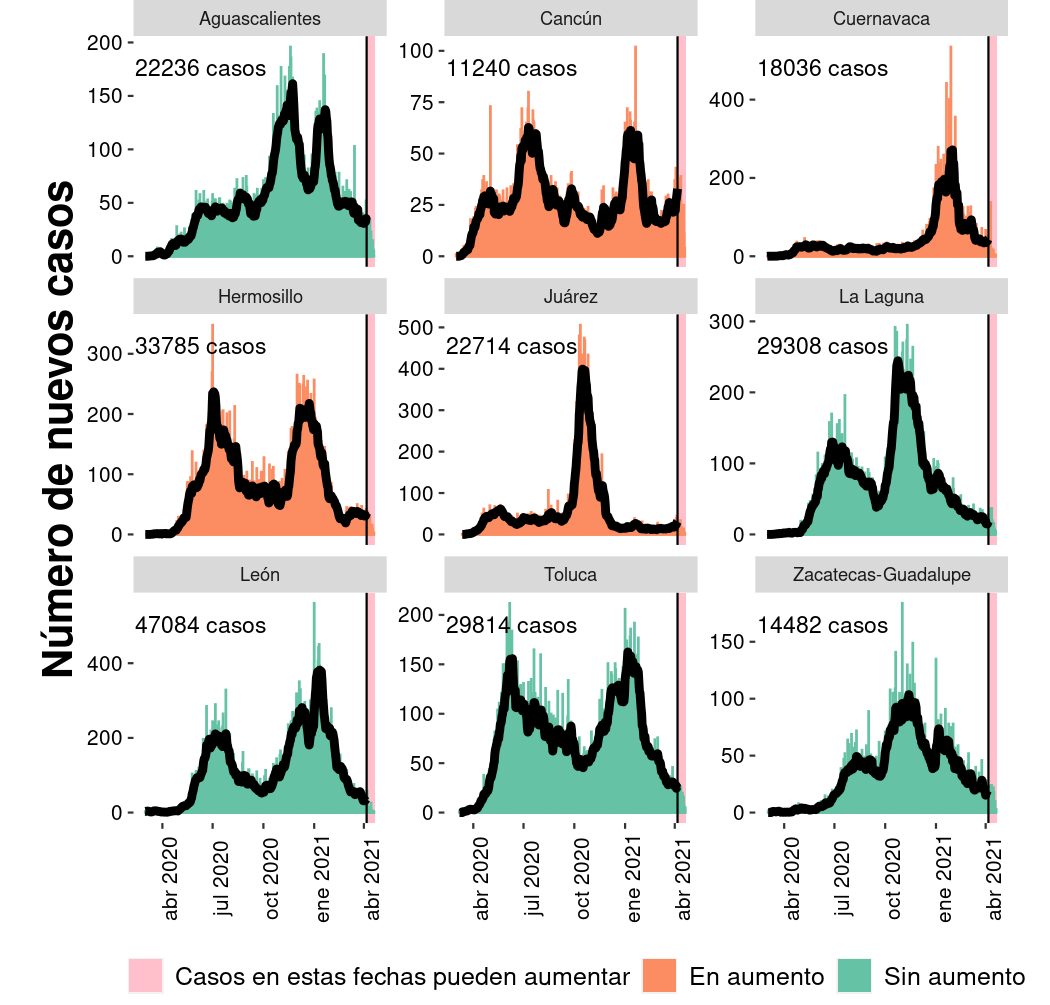 Número de nuevos casos
Aguascalientes
22236 casos
200
150
100
50
0
Cancún
11240 casos
100
75
50
25
0
Cuernavaca
18036 casos
400
200
0
Hermosillo
33785 casos
300
200
100
0
Juárez
22714 casos
500
400
300
200
100
0
La Laguna
29308 casos
300
200
100
0
León
47084 casos
400
200
0
Toluca
29814 casos
200
150
100
50
0
Zacatecas-Guadalupe
14482 casos
150
100
50
0
abr 2020
jul 2020
oct 2020
ene 2021
abr 2021
abr 2020
jul 2020
oct 2020
ene 2021
abr 2021
abr 2020
jul 2020
oct 2020
ene 2021
abr 2021
Casos en estas fechas pueden aumentar
En aumento
Sin aumento